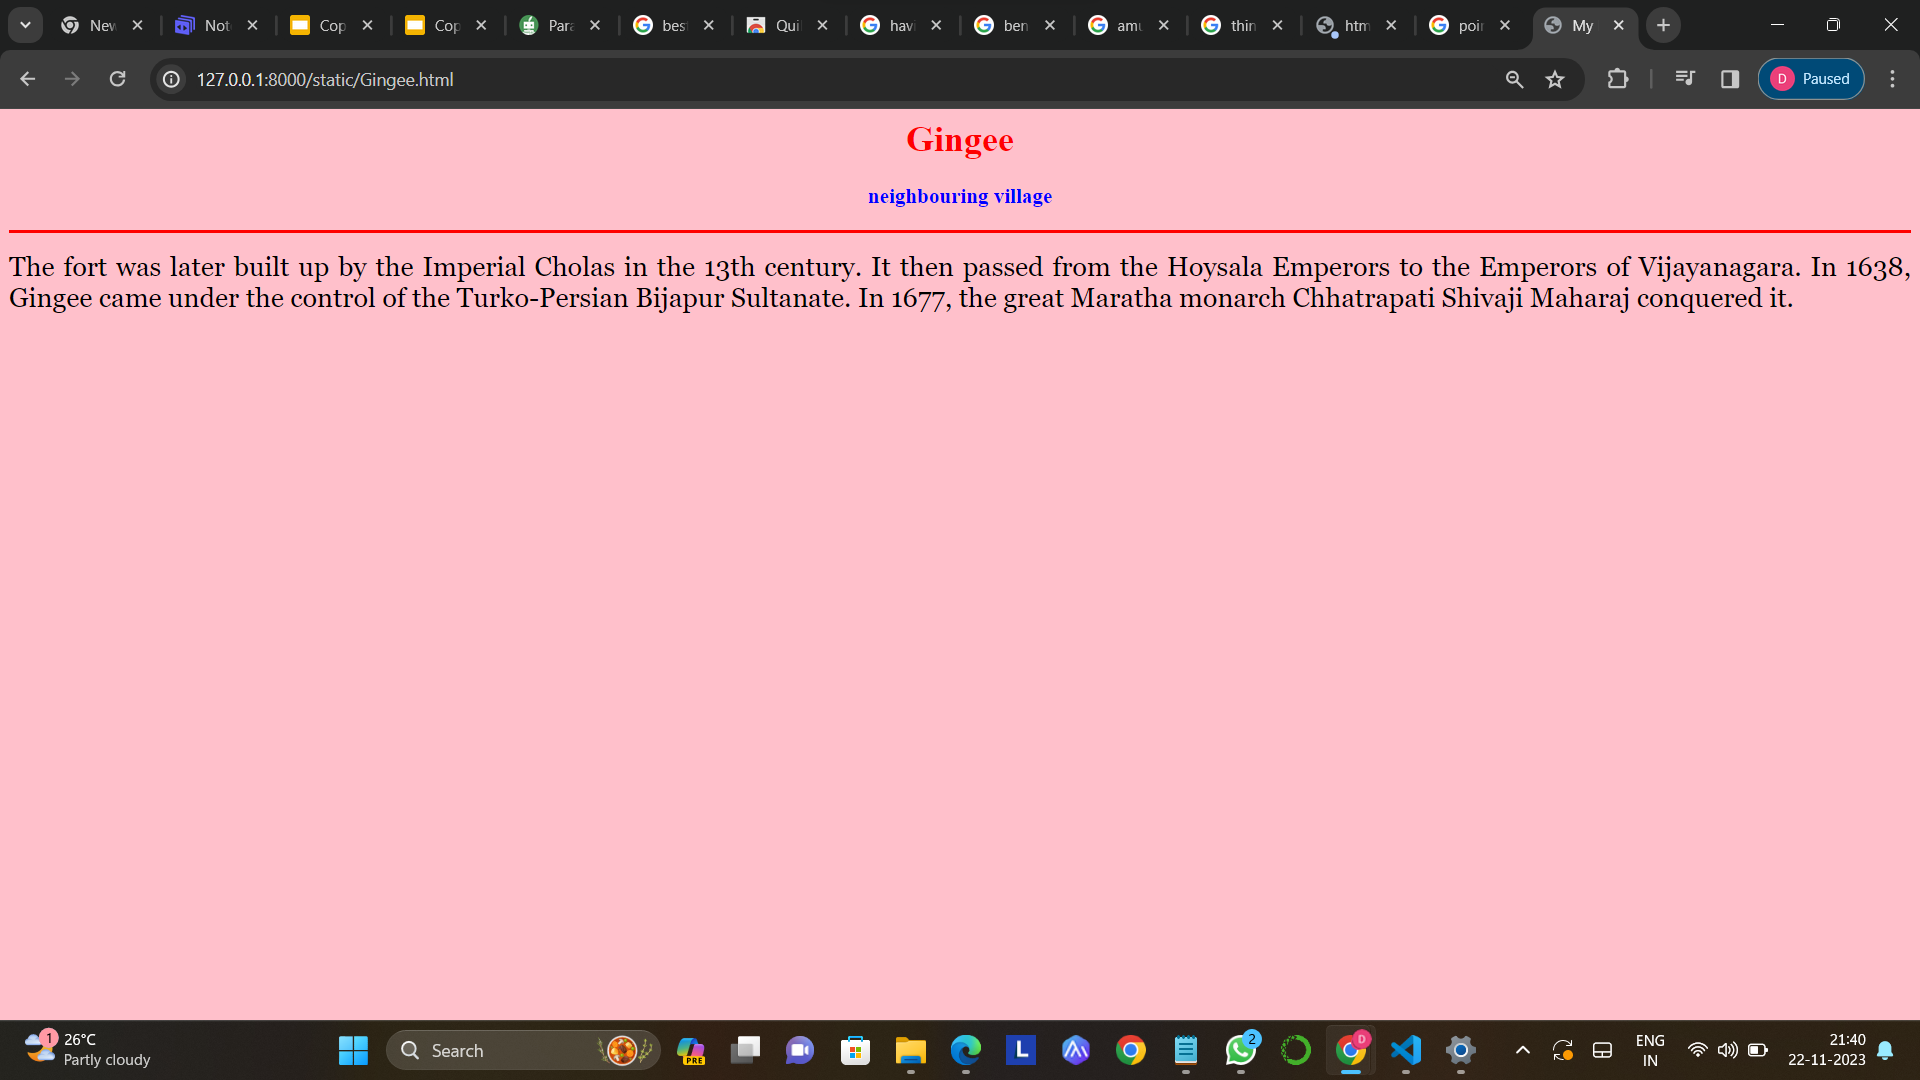 New
Not
Cop
Cop
Para
best
Quil
havi
ben
amu
thin
htm
poin
My
127.0.0.1:8000/static/Gingee.html
D
Paused
Gingee
neighbouring village
The fort was later built up by the Imperial Cholas in the 13th century. It then passed from the Hoysala Emperors to the Emperors of Vijayanagara. In 1638,
Gingee came under the control of the Turko-Persian Bijapur Sultanate. In 1677, the great Maratha monarch Chhatrapati Shivaji Maharaj conquered it.
1
26°C
Partly cloudy
Search
PRE
L
2
D
ENG
IN
21:40
22-11-2023